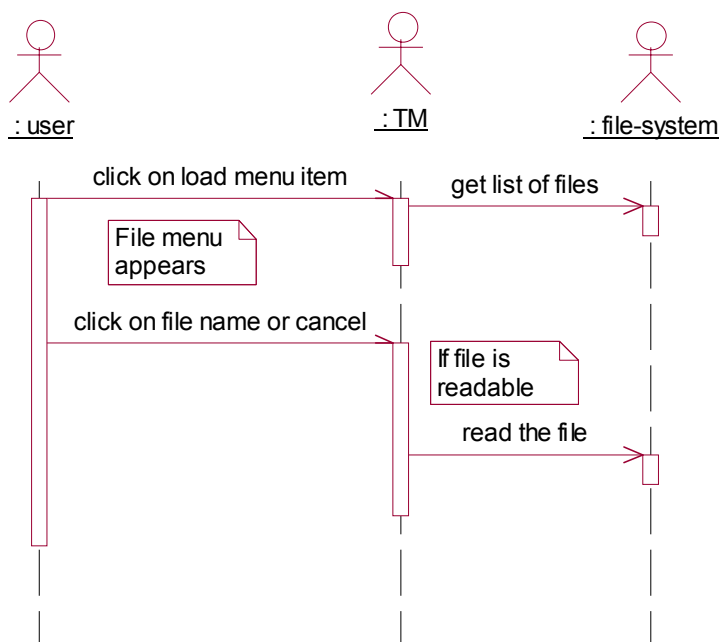 : user
: TM
: file-system
click on load menu item
get list of files
File menu
appears
click on file name or cancel
If file is
readable
read the file